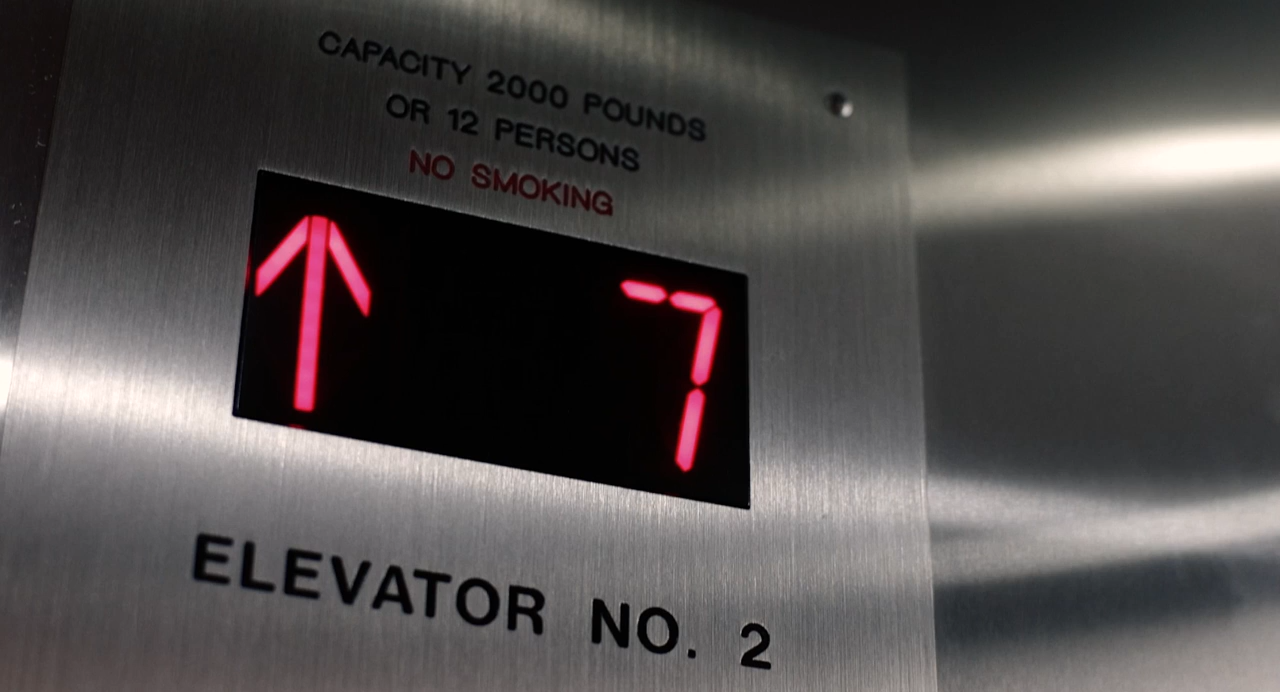 CAPACITY 2000 POUNDS
OR 12 PERSONS
NO SMOKING
↑ 7
ELEVATOR NO. 2